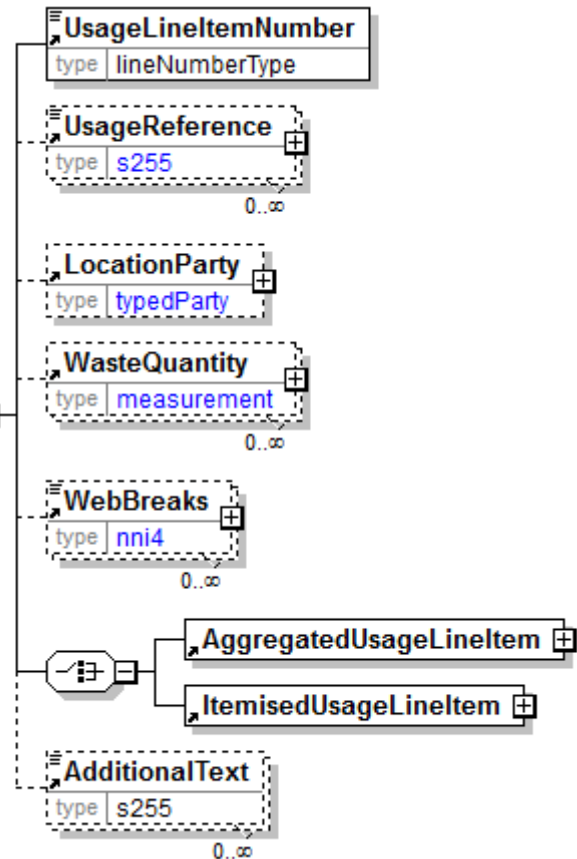 UsageLineItemNumber
type lineNumberType
UsageReference
type s255
0..∞
LocationParty
type typedParty
WasteQuantity
type measurement
0..∞
WebBreaks
type nni4
0..∞
AggregatedUsageLineItem
ItemisedUsageLineItem
AdditionalText
type s255
0..∞